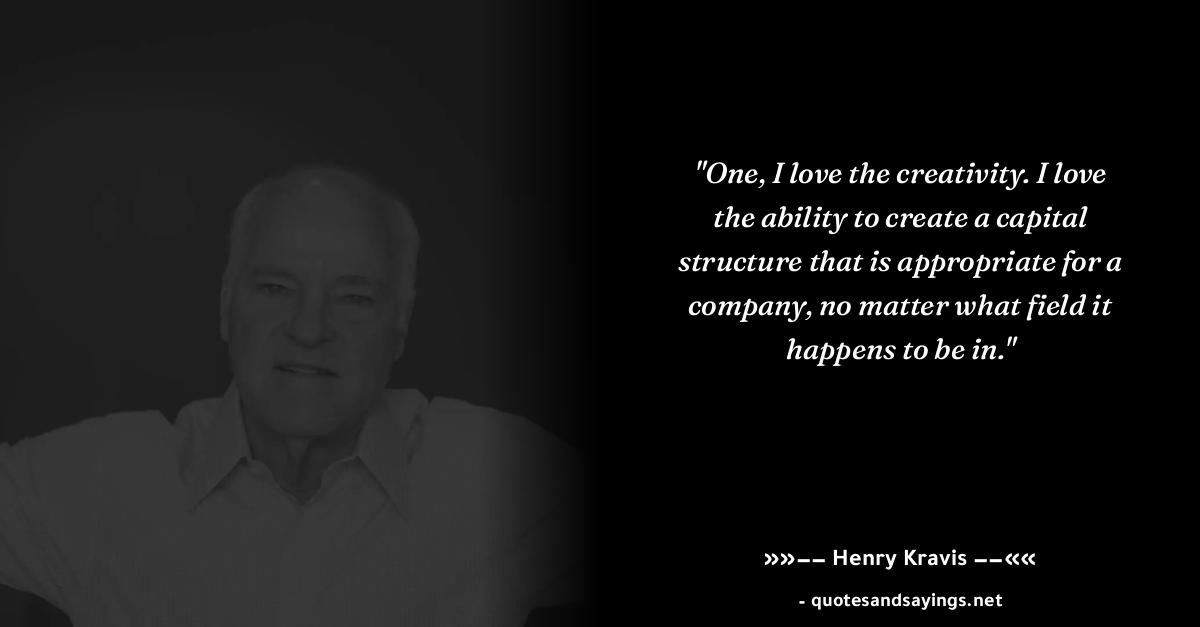 "One, I love the creativity. I love
the ability to create a capital
structure that is appropriate for a
company, no matter what field it
happens to be in."
»»−− Henry Kravis −−««
- quotesandsayings.net